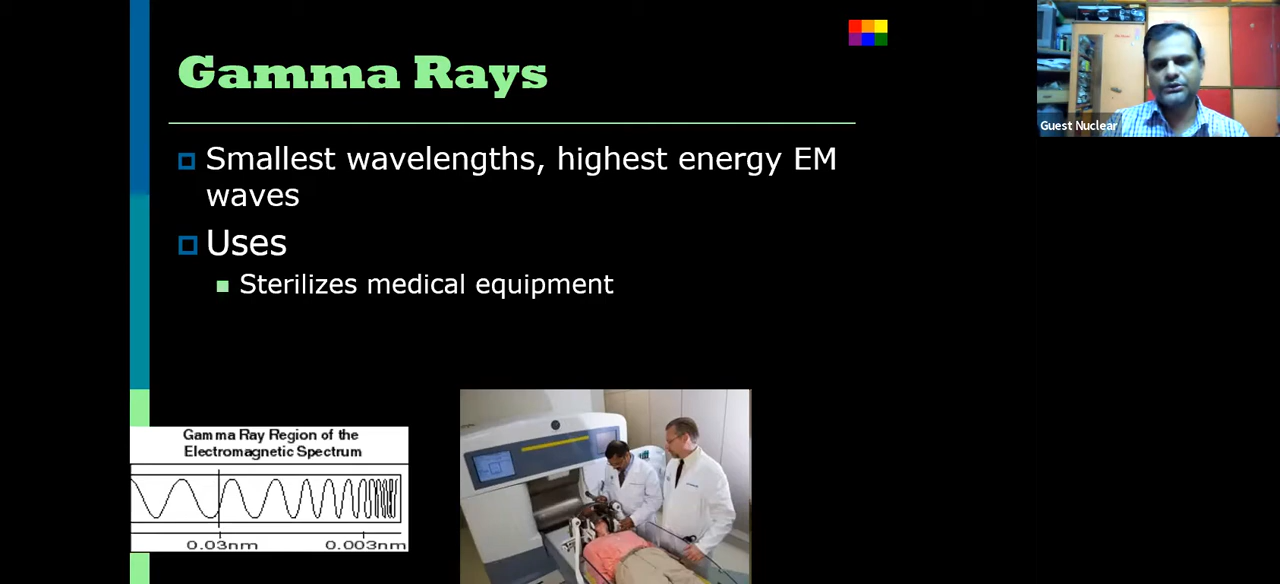 Gamma Rays
Smallest wavelengths, highest energy EM
waves
Uses
Sterilizes medical equipment
Gamma Ray Region of the
Electromagnetic Spectrum
0.03nm 0.003nm
Guest Nuclear